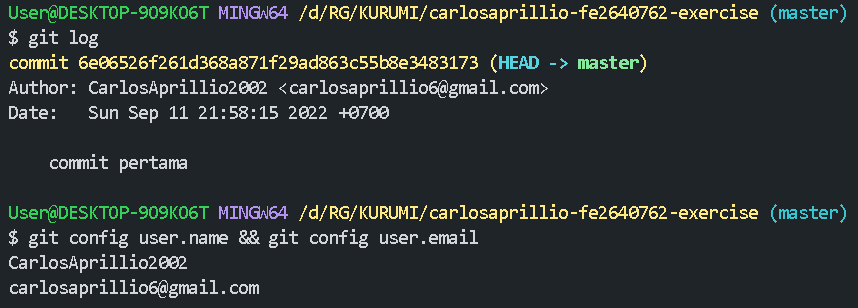 User@DESKTOP-9O9KO6T MINGW64 /d/RG/KURUMI/carlosaprillio-fe2640762-exercise (master)
$ git log
commit 6e06526f261d368a871f29ad863c55b8e3483173 (HEAD -> master)
Author: CarlosAprillio2002 <carlosaprillio6@gmail.com>
Date:   Sun Sep 11 21:58:15 2022 +0700
    commit pertama
User@DESKTOP-9O9KO6T MINGW64 /d/RG/KURUMI/carlosaprillio-fe2640762-exercise (master)
$ git config user.name && git config user.email
CarlosAprillio2002
carlosaprillio6@gmail.com